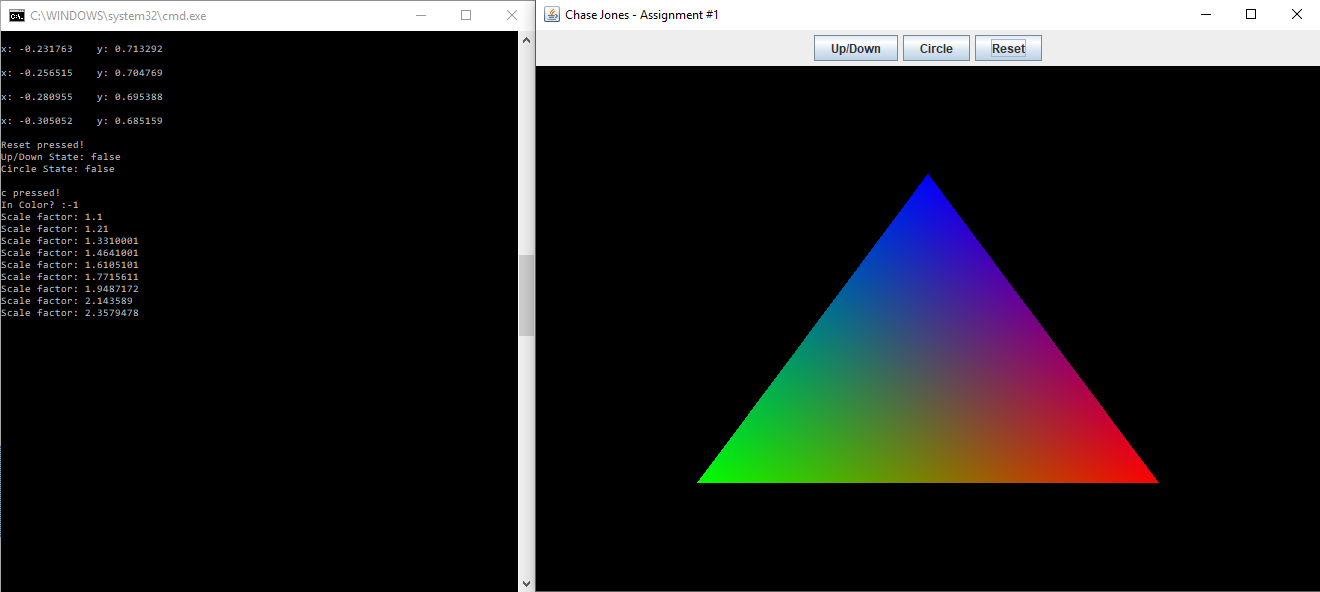 C:\WINDOWS\system32\cmd.exe
x: -0.231763    y: 0.713292
x: -0.256515    y: 0.704769
x: -0.280955    y: 0.695388
x: -0.305052    y: 0.685159
Reset pressed!
Up/Down State: false
Circle State: false
c pressed!
In Color? :-1
Scale factor: 1.1
Scale factor: 1.21
Scale factor: 1.3310001
Scale factor: 1.4641001
Scale factor: 1.6105101
Scale factor: 1.7715611
Scale factor: 1.9487172
Scale factor: 2.143589
Scale factor: 2.3579478
Chase Jones - Assignment #1
Up/Down Circle Reset